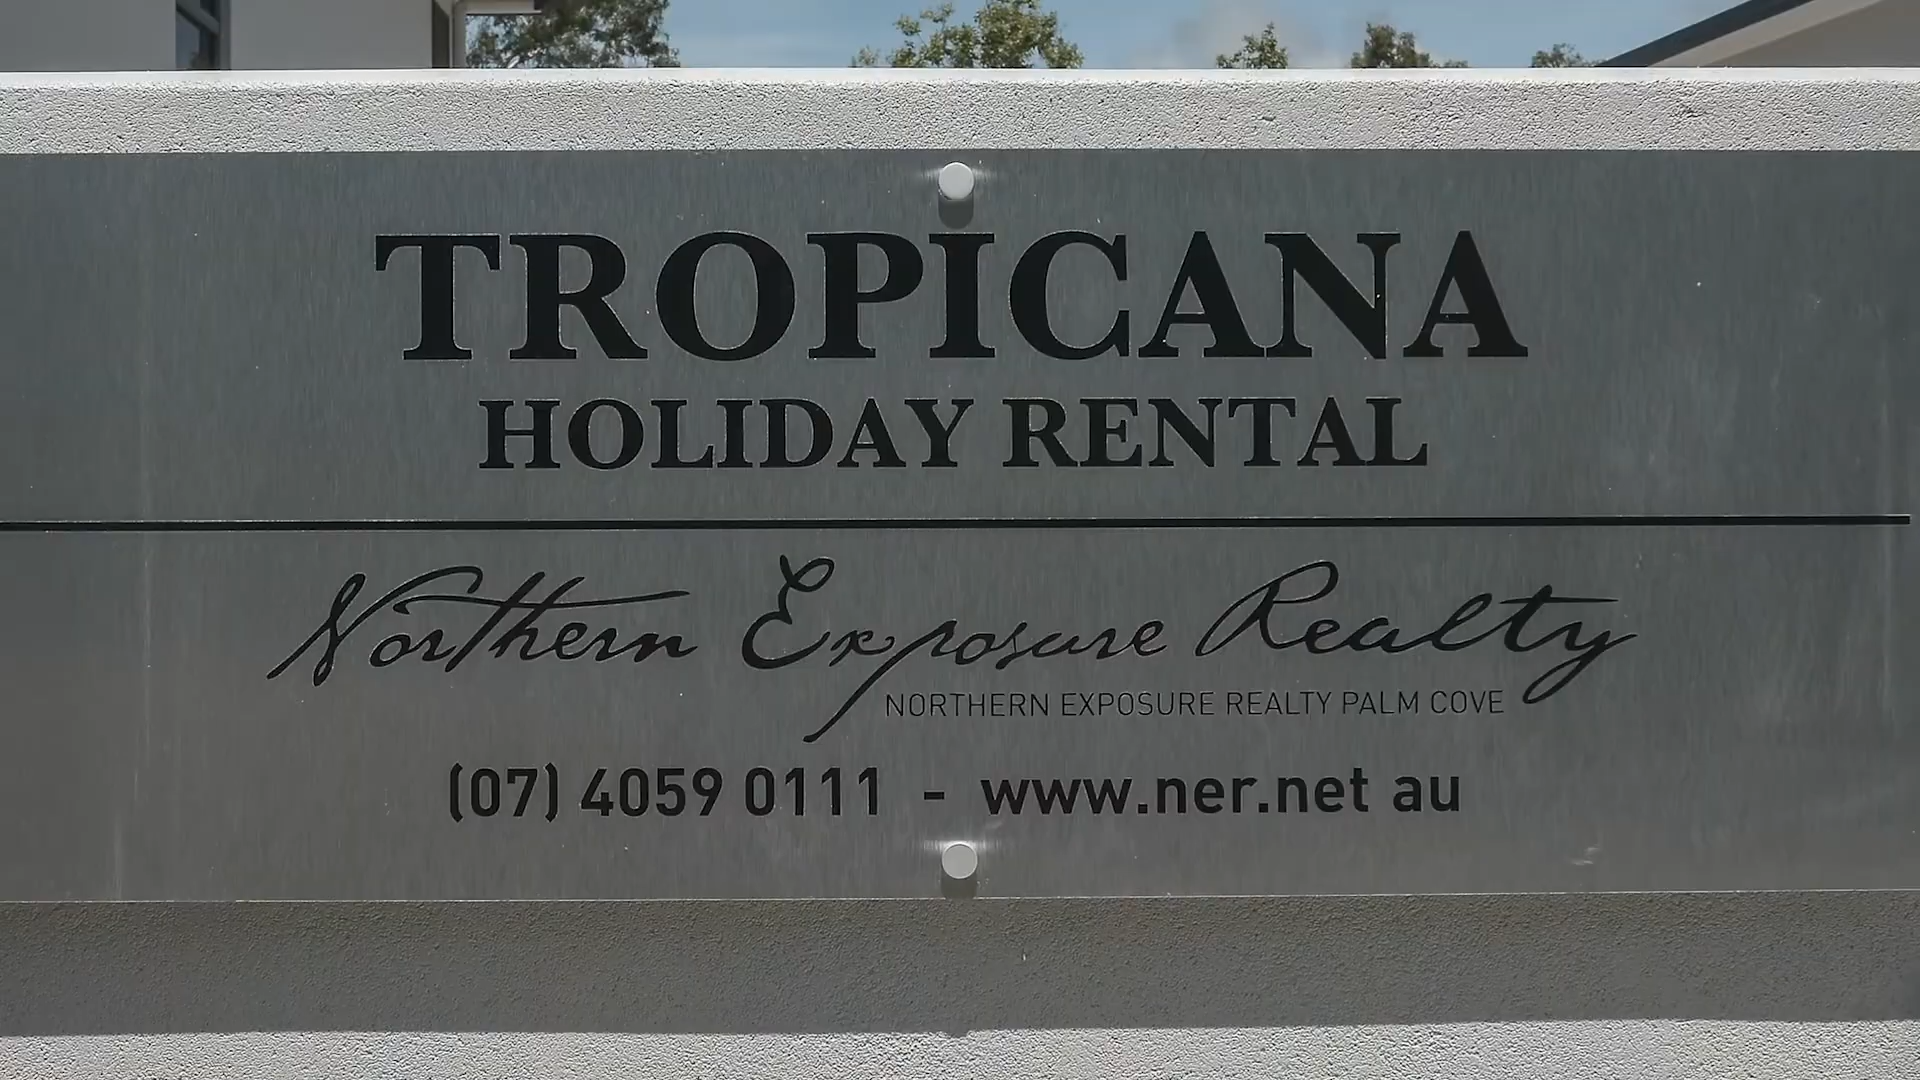 TROPICANA
HOLIDAY RENTAL
Northern Exposure Realty
NORTHERN EXPOSURE REALTY PALM COVE
(07) 4059 0111 - www.ner.net au